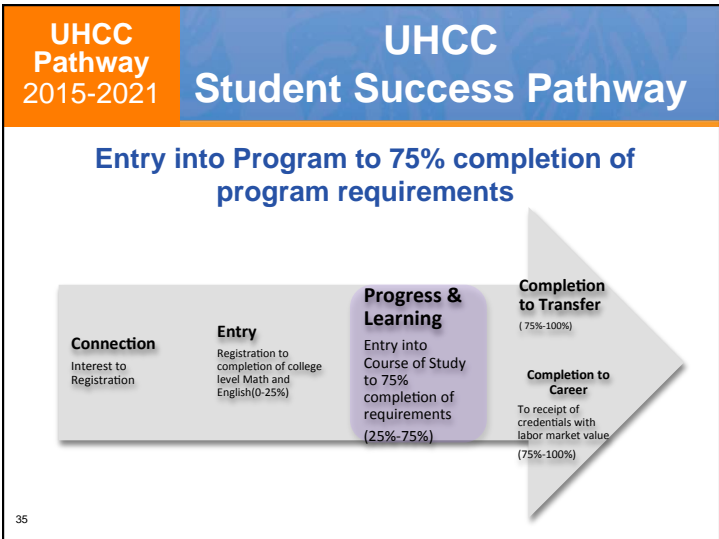 UHCC
Pathway
2015-2021
UHCC
Student Success Pathway
Entry into Program to 75% completion of
program requirements
Connection
Interest to
Registration
Entry
Registration to
completion of college
level Math and
English(0-25%)
Progress &
Learning
Entry into
Course of Study
to 75%
completion of
requirements
(25%-75%)
Completion
to Transfer
( 75%-100%)
Completion to
Career
To receipt of
credentials with
labor market value
(75%-100%)
35